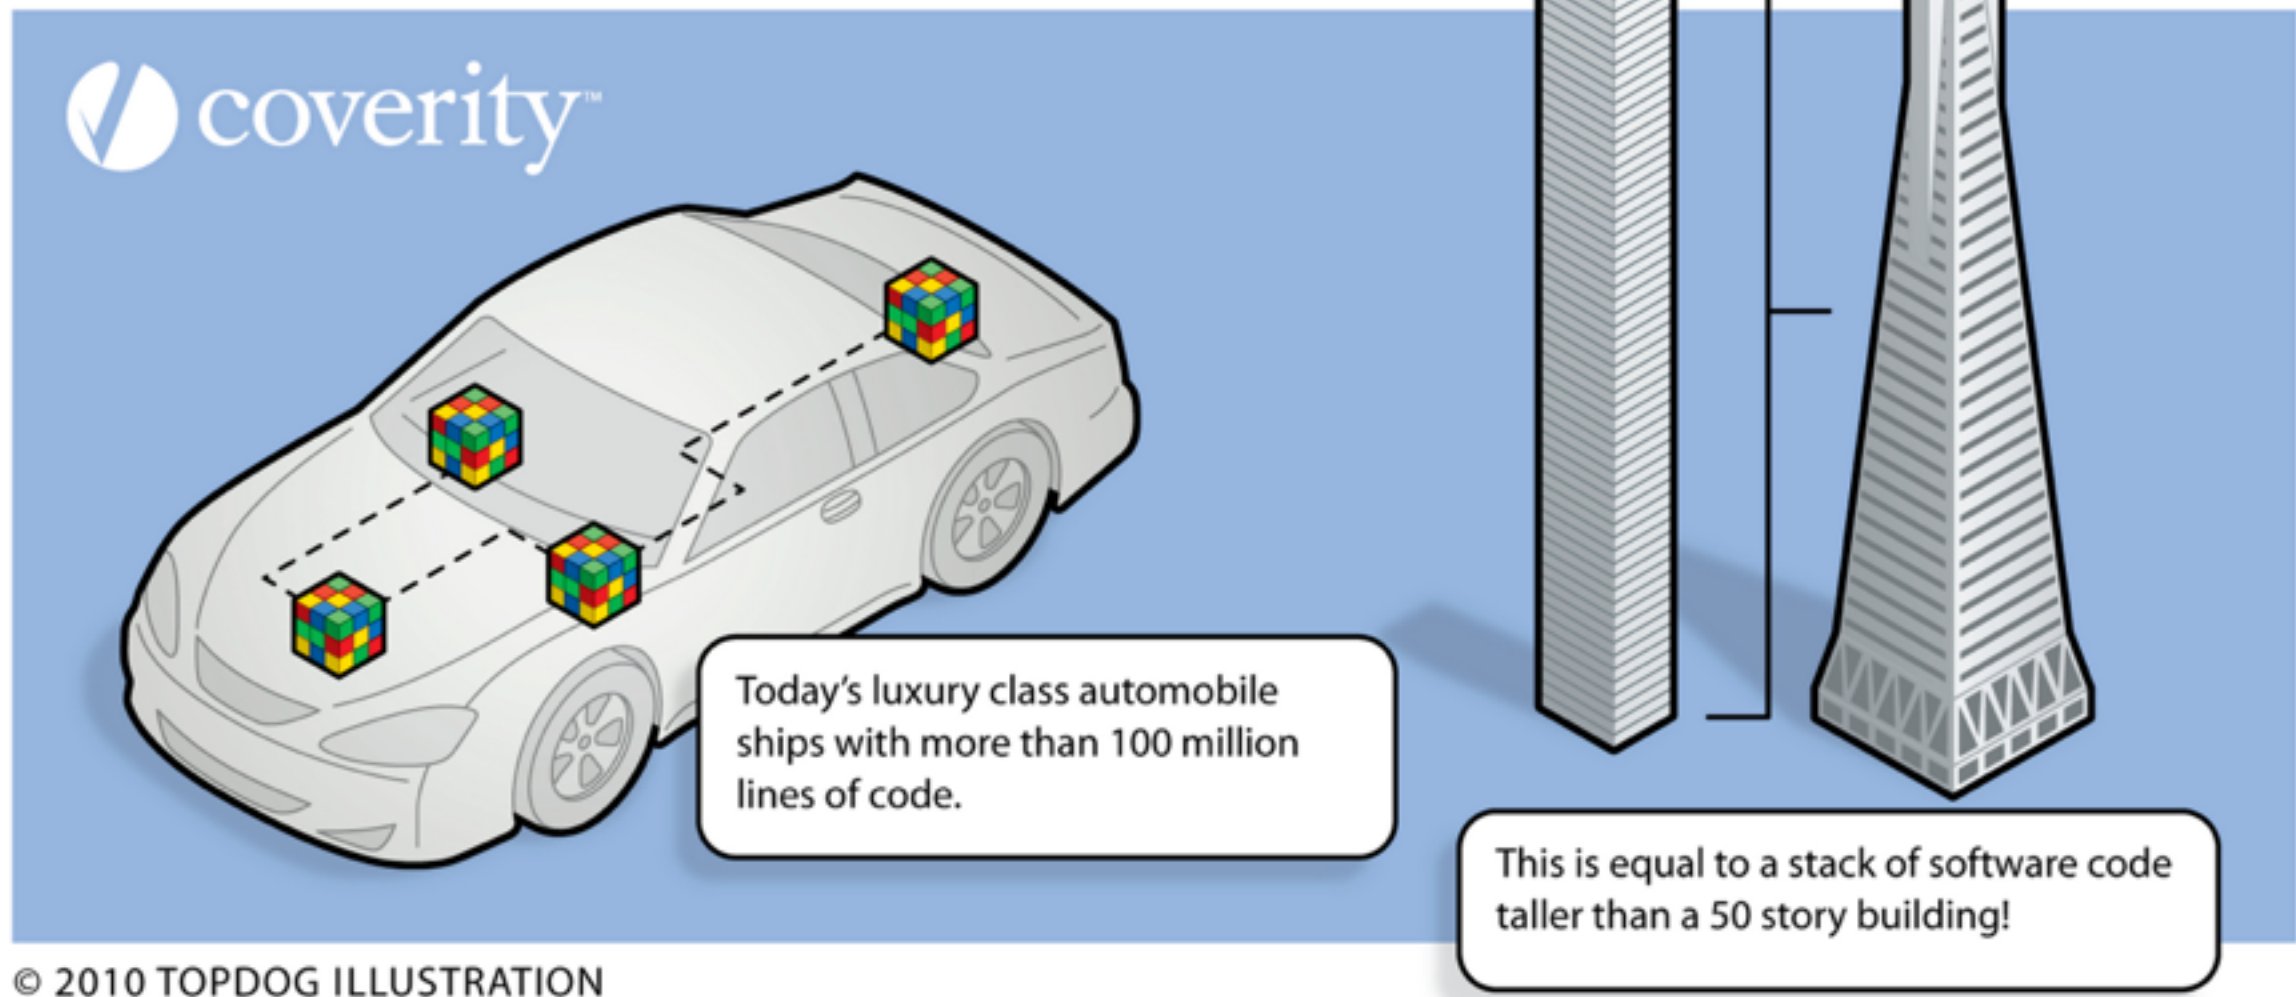 coverity™
Today's luxury class automobile
ships with more than 100 million
lines of code.
This is equal to a stack of software code
taller than a 50 story building!
© 2010 TOPDOG ILLUSTRATION